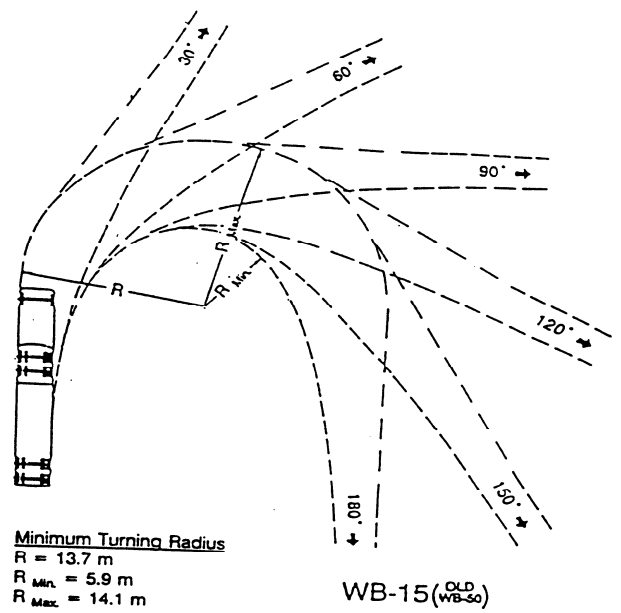 30°
60°
90°
120°
150°
180°
R
R Max.
R Min.
Minimum Turning Radius
R = 13.7 m
R Min. = 5.9 m
R Max. = 14.1 m
WB-15 (OLD WB-50)